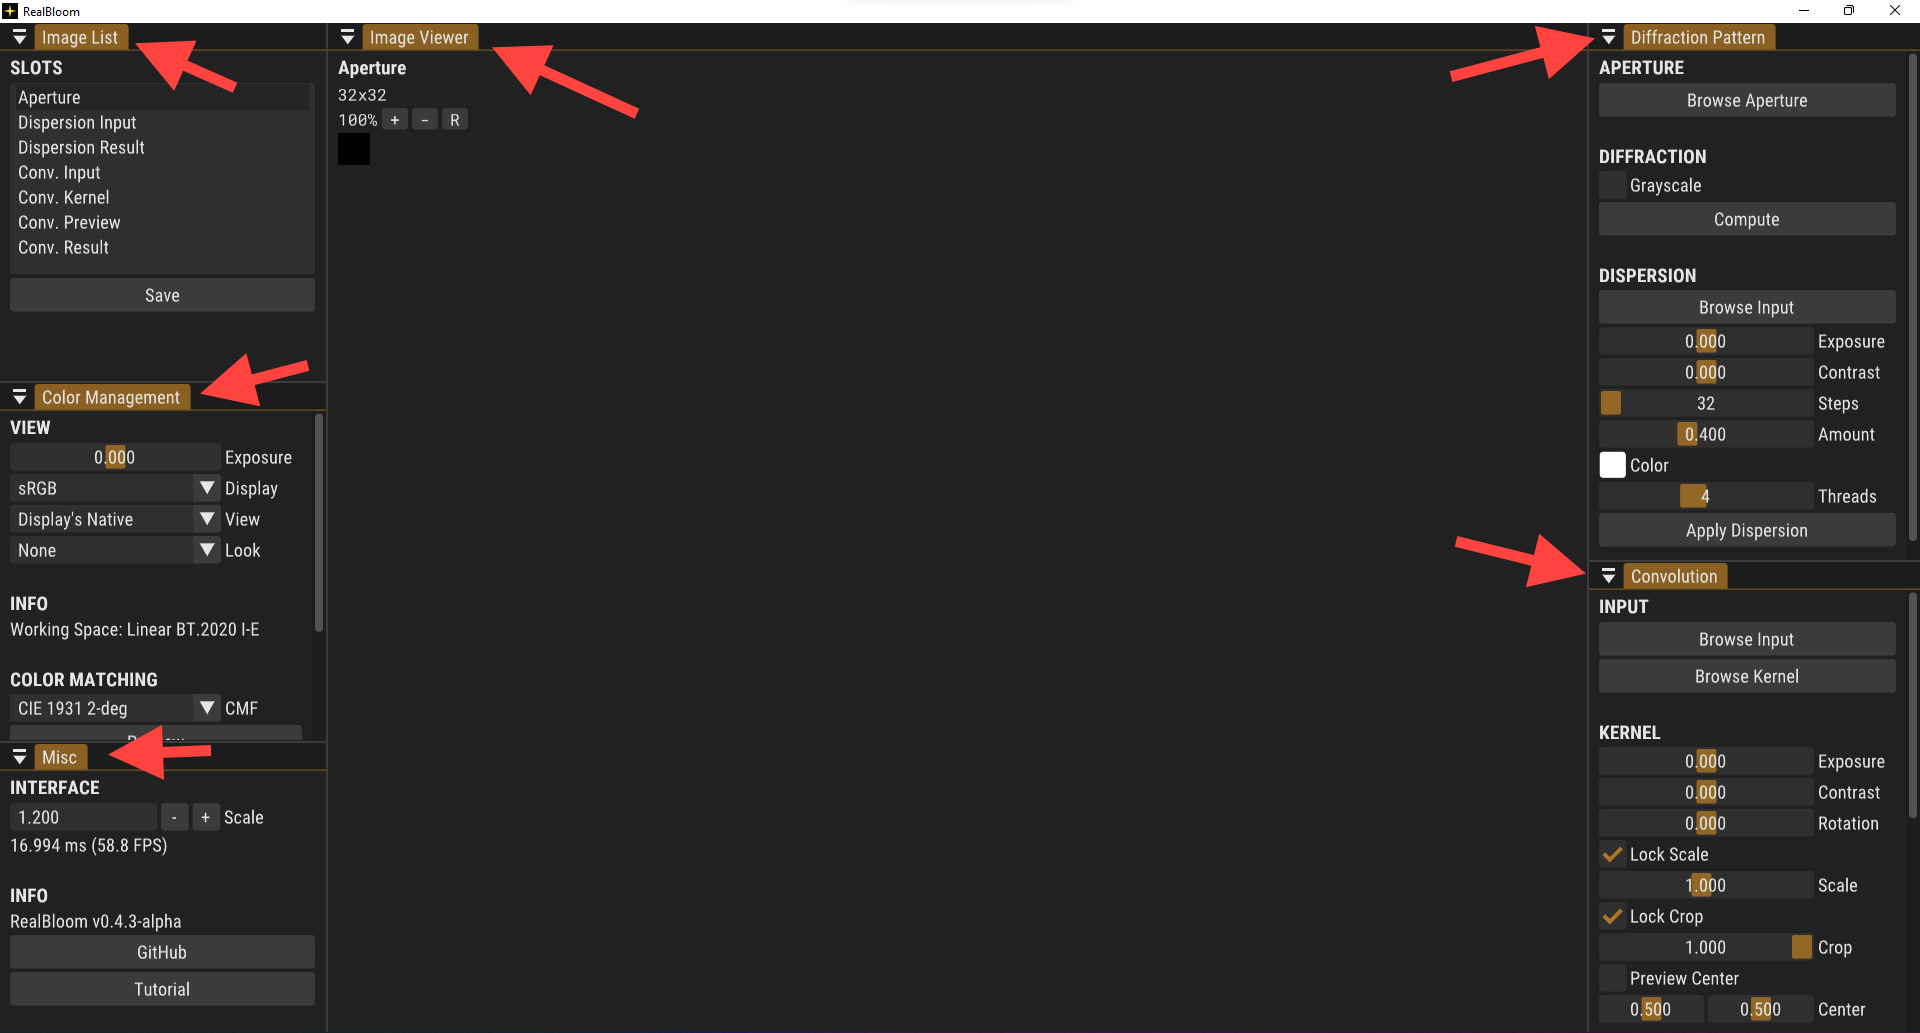 RealBloom
Image List
SLOTS
Aperture
Dispersion Input
Dispersion Result
Conv. Input
Conv. Kernel
Conv. Preview
Conv. Result
Save
Color Management
VIEW
0.000 Exposure
sRGB Display
Display's Native View
None Look
INFO
Working Space: Linear BT.2020 I-E
COLOR MATCHING
CIE 1931 2-deg CMF
Misc
INTERFACE
1.200 - + Scale
16.994 ms (58.8 FPS)
INFO
RealBloom v0.4.3-alpha
GitHub
Tutorial
Image Viewer
Aperture
32x32
100% + - R
Diffraction Pattern
APERTURE
Browse Aperture
DIFFRACTION
Grayscale
Compute
DISPERSION
Browse Input
0.000 Exposure
0.000 Contrast
32 Steps
0.400 Amount
Color
4 Threads
Apply Dispersion
Convolution
INPUT
Browse Input
Browse Kernel
KERNEL
0.000 Exposure
0.000 Contrast
0.000 Rotation
Lock Scale
1.000 Scale
Lock Crop
1.000 Crop
Preview Center
0.500 0.500 Center